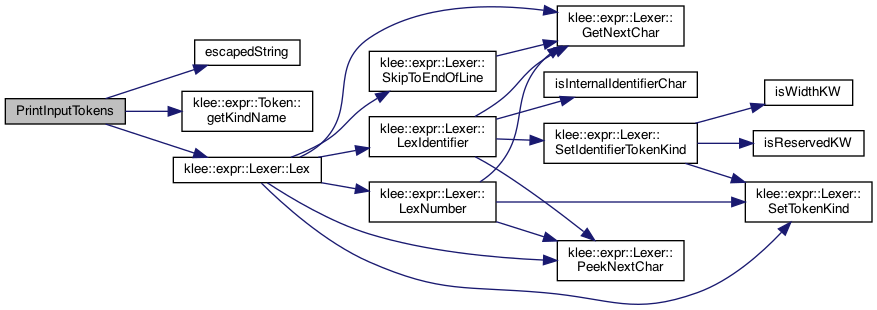 PrintInputTokens
escapedString
klee::expr::Token::
getKindName
klee::expr::Lexer::Lex
klee::expr::Lexer::
SkipToEndOfLine
klee::expr::Lexer::
LexIdentifier
klee::expr::Lexer::
LexNumber
klee::expr::Lexer::
GetNextChar
isInternalIdentifierChar
klee::expr::Lexer::
SetIdentifierTokenKind
klee::expr::Lexer::
PeekNextChar
isWidthKW
isReservedKW
klee::expr::Lexer::
SetTokenKind